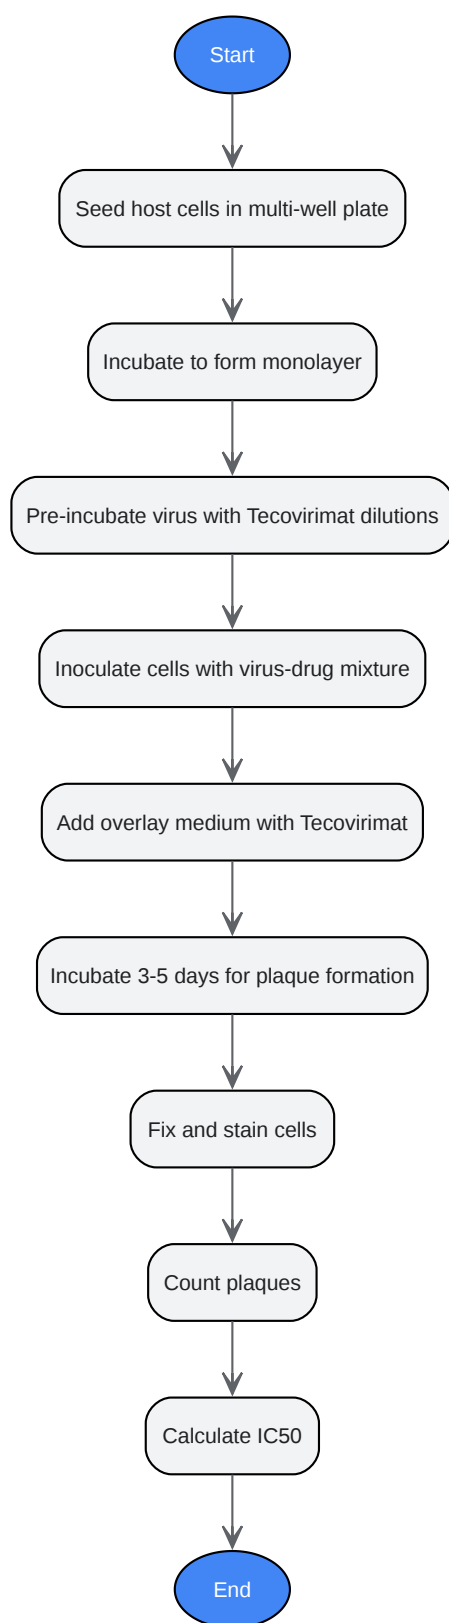 Start
Seed host cells in multi-well plate
Incubate to form monolayer
Pre-incubate virus with Tecovirimat dilutions
Inoculate cells with virus-drug mixture
Add overlay medium with Tecovirimat
Incubate 3-5 days for plaque formation
Fix and stain cells
Count plaques
Calculate IC50
End